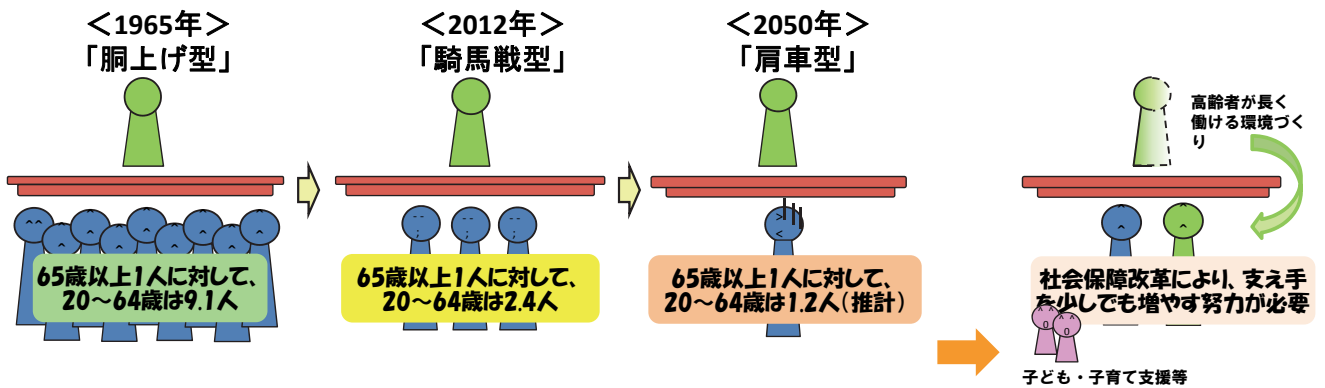 ＜1965年＞
「胴上げ型」
65歳以上1人に対して、
20～64歳は9.1人
＜2012年＞
「騎馬戦型」
65歳以上1人に対して、
20～64歳は2.4人
＜2050年＞
「肩車型」
65歳以上1人に対して、
20～64歳は1.2人（推計）
高齢者が長く
働ける環境づく
り
社会保障改革により、支え手
を少しでも増やす努力が必要
子ども・子育て支援等